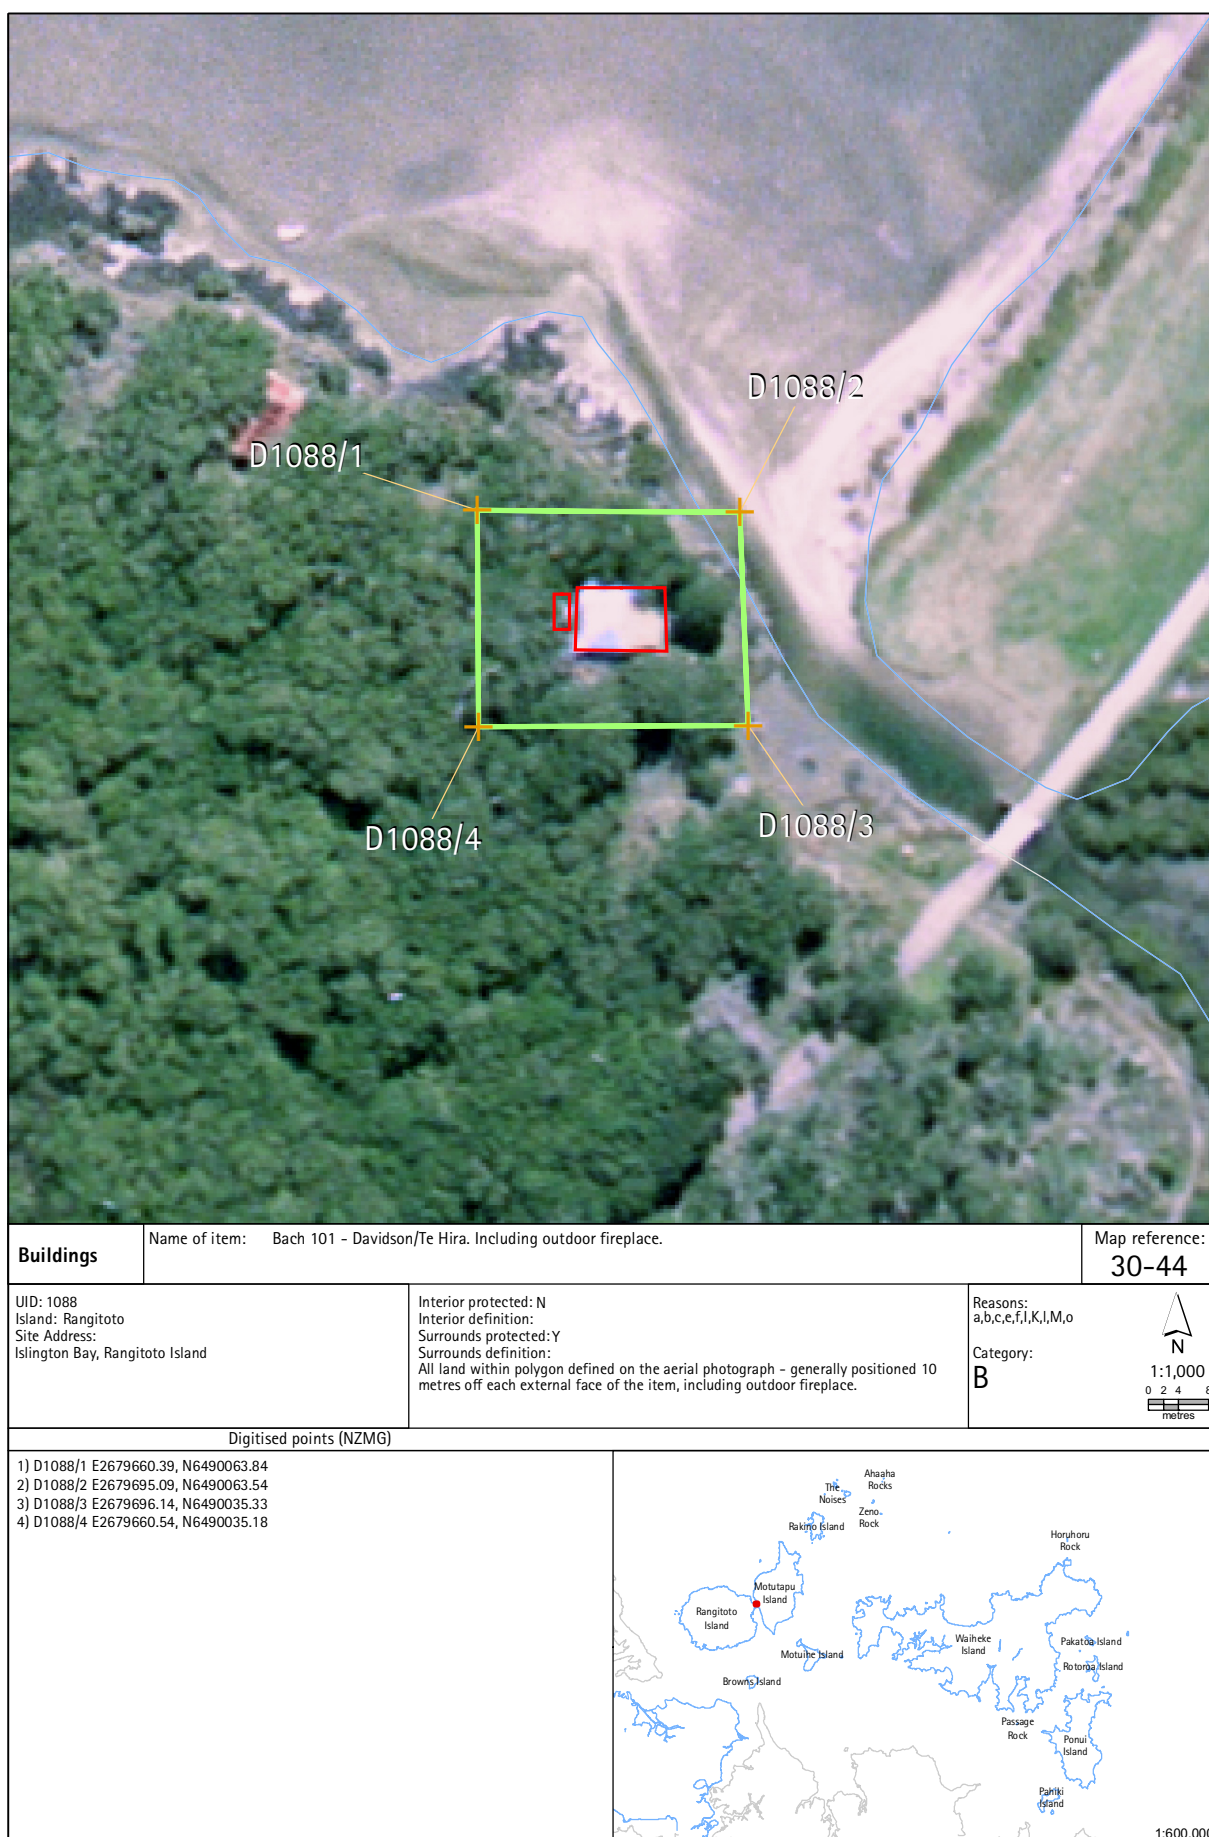 D1088/2
D1088/1
D1088/4
D1088/3
Buildings
Name of item: Bach 101 - Davidson/Te Hira. Including outdoor fireplace.
Map reference:
30-44
UID: 1088
Island: Rangitoto
Site Address:
Islington Bay, Rangitoto Island
Interior protected: N
Interior definition:
Surrounds protected: Y
Surrounds definition:
All land within polygon defined on the aerial photograph - generally positioned 10
metres off each external face of the item, including outdoor fireplace.
Reasons:
a,b,c,e,f,I,K,l,M,o
Category:
B
N
1:1,000
0 2 4 8
metres
Digitised points (NZMG)
1) D1088/1 E2679660.39, N6490063.84
2) D1088/2 E2679695.09, N6490063.54
3) D1088/3 E2679696.14, N6490035.33
4) D1088/4 E2679660.54, N6490035.18
Ahaaha
Rocks
The
Noises
Zeno
Rock
Rakino Island
Horuhoru
Rock
Motutapu
Island
Rangitoto
Island
Waiheke
Island
Pakatoa Island
Motuihe Island
Rotoroa Island
Browns Island
Passage
Rock
Ponui
Island
Pahiki
Island
1:600,000